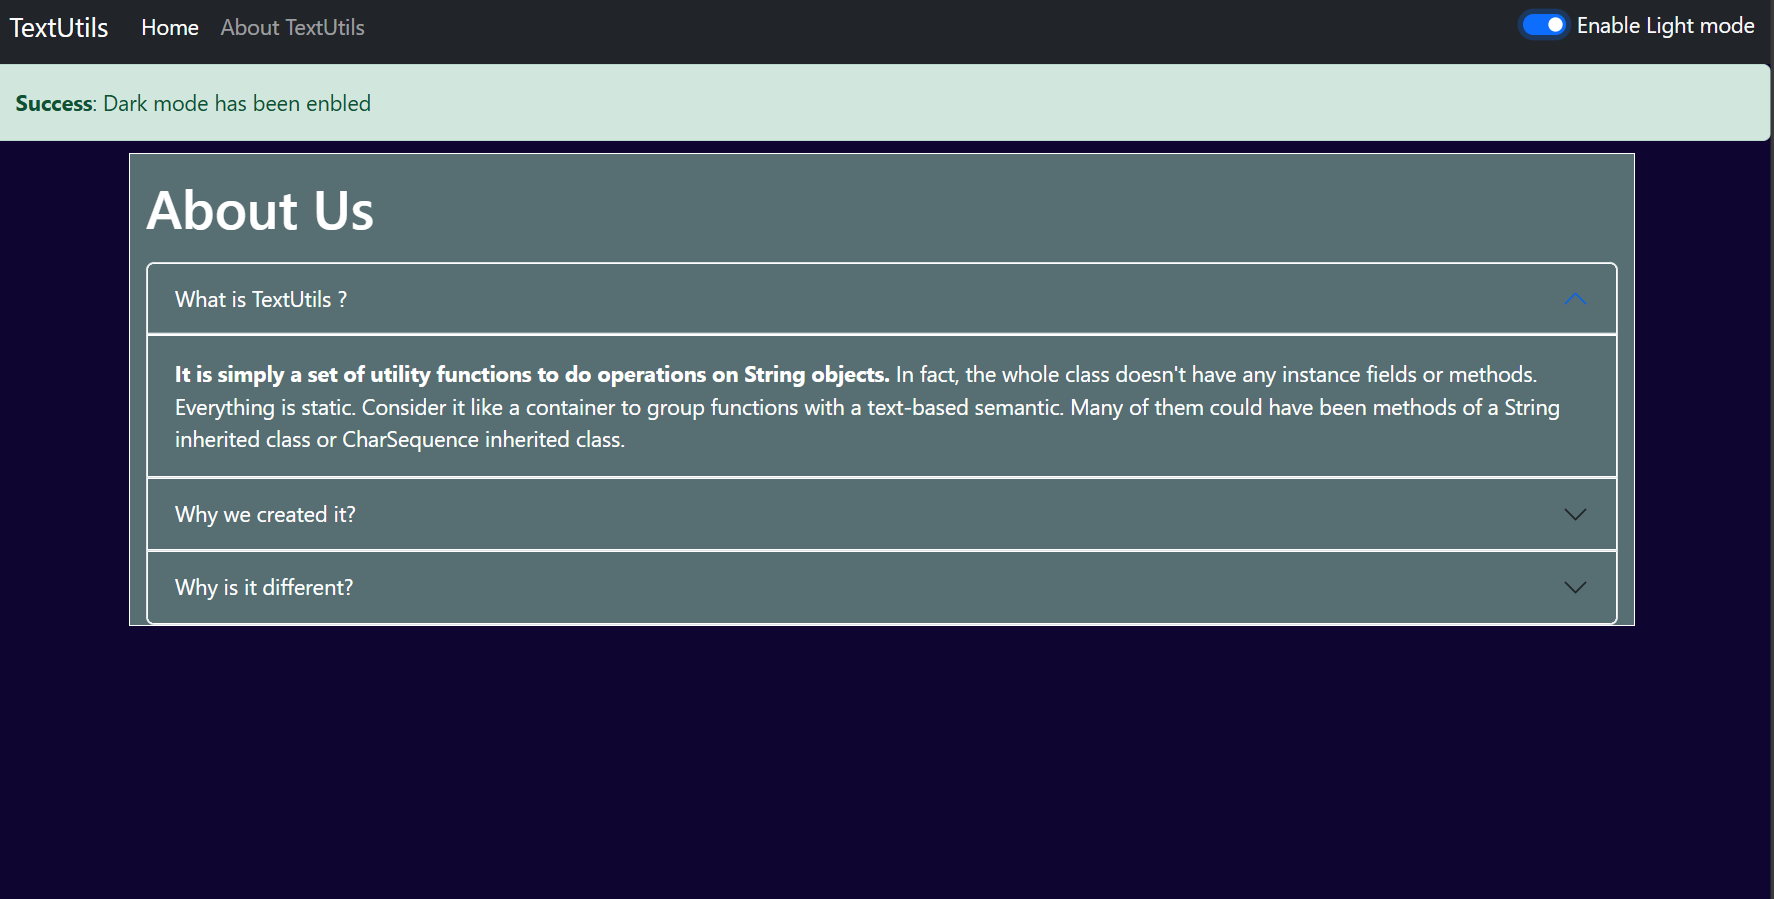 TextUtils Home About TextUtils Enable Light mode
Success: Dark mode has been enbled
About Us
What is TextUtils ?
It is simply a set of utility functions to do operations on String objects. In fact, the whole class doesn't have any instance fields or methods.
Everything is static. Consider it like a container to group functions with a text-based semantic. Many of them could have been methods of a String
inherited class or CharSequence inherited class.
Why we created it?
Why is it different?